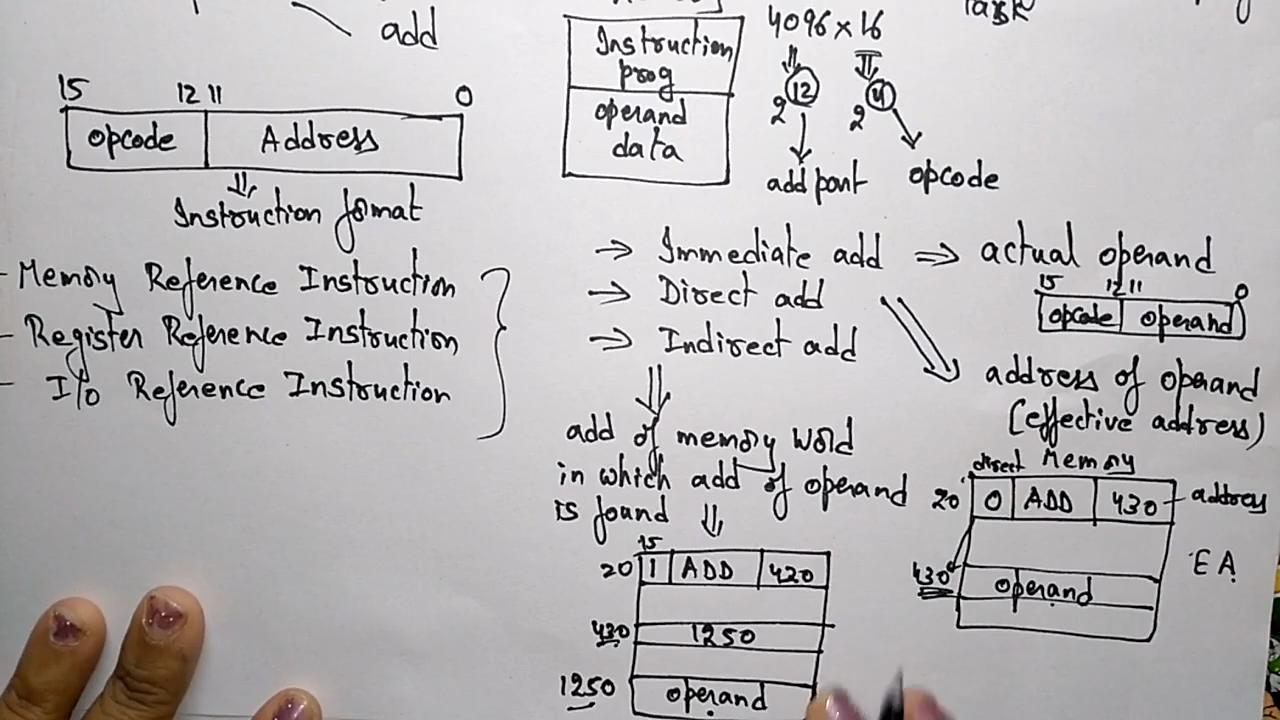 add
4096 x 16
Instruction
prog
operand
data
2 12
2 4
add part
opcode
15 12 11 0
opcode Address
Instruction format
- Memory Reference Instruction
- Register Reference Instruction
- I/o Reference Instruction
→ Immediate add ⇒ actual operand
→ Direct add
→ Indirect add
15 12 11 0
opcode operand
address of operand
(effective address)
add of memory word
in which add of operand
is found
15
20 1 ADD 420
430 1250
1250 operand
direct Memory
20 0 ADD 430 address
430 operand
EA